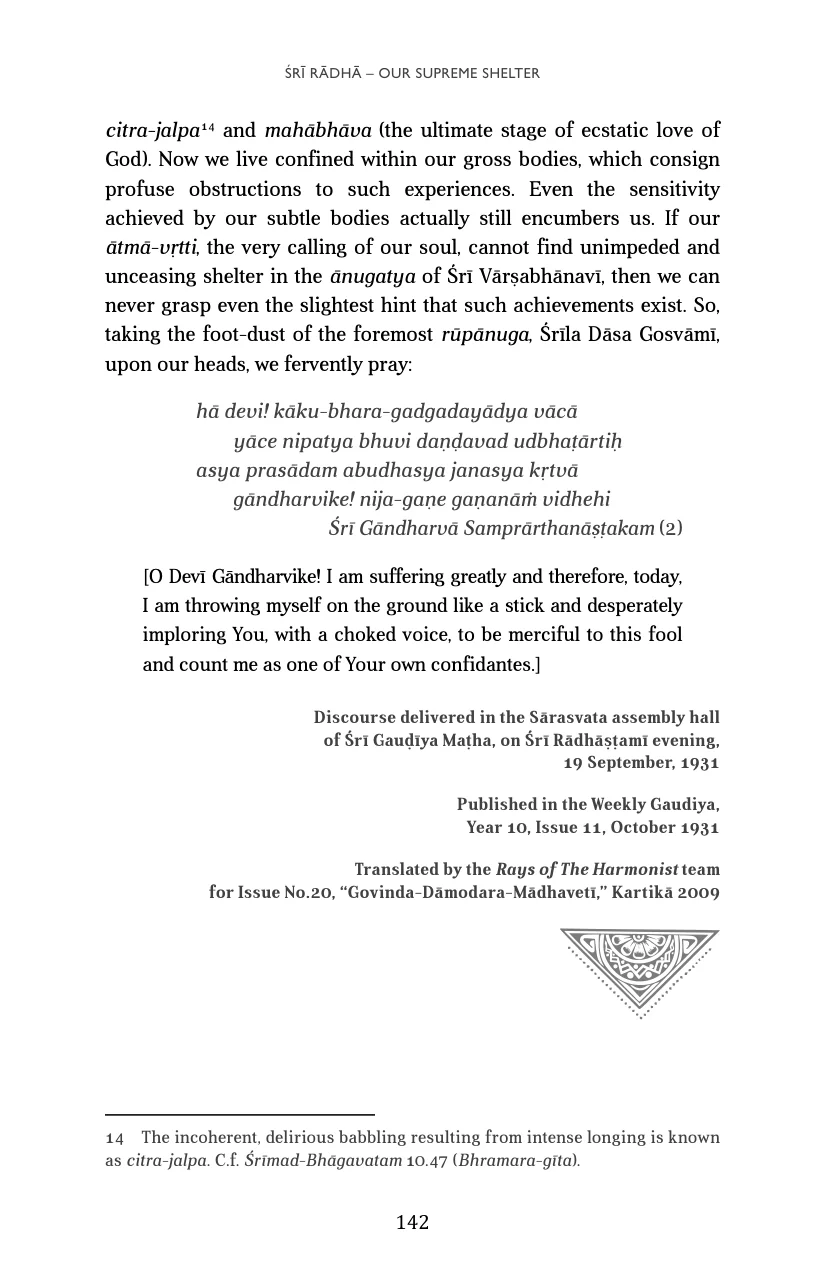 ŚRĪ RĀDHĀ – OUR SUPREME SHELTER
citra-jalpa¹⁴ and mahābhāva (the ultimate stage of ecstatic love of
God). Now we live confined within our gross bodies, which consign
profuse obstructions to such experiences. Even the sensitivity
achieved by our subtle bodies actually still encumbers us. If our
ātmā-vṛtti, the very calling of our soul, cannot find unimpeded and
unceasing shelter in the ānugatya of Śrī Vārṣabhānavī, then we can
never grasp even the slightest hint that such achievements exist. So,
taking the foot-dust of the foremost rūpānuga, Śrīla Dāsa Gosvāmī,
upon our heads, we fervently pray:
hā devi! kāku-bhara-gadgadayādya vācā
yāce nipatya bhuvi daṇḍavad udbhaṭārtiḥ
asya prasādam abudhasya janasya kṛtvā
gāndharvike! nija-gaṇe gaṇanāṁ vidhehi
Śrī Gāndharvā Samprārthanāṣṭakam (2)
[O Devī Gāndharvike! I am suffering greatly and therefore, today,
I am throwing myself on the ground like a stick and desperately
imploring You, with a choked voice, to be merciful to this fool
and count me as one of Your own confidantes.]
Discourse delivered in the Sārasvata assembly hall
of Śrī Gauḍīya Maṭha, on Śrī Rādhāṣṭamī evening,
19 September, 1931
Published in the Weekly Gaudiya,
Year 10, Issue 11, October 1931
Translated by the Rays of The Harmonist team
for Issue No.20, “Govinda-Dāmodara-Mādhavetī,” Kartikā 2009
14 The incoherent, delirious babbling resulting from intense longing is known
as citra-jalpa. C.f. Śrīmad-Bhāgavatam 10.47 (Bhramara-gīta).
142